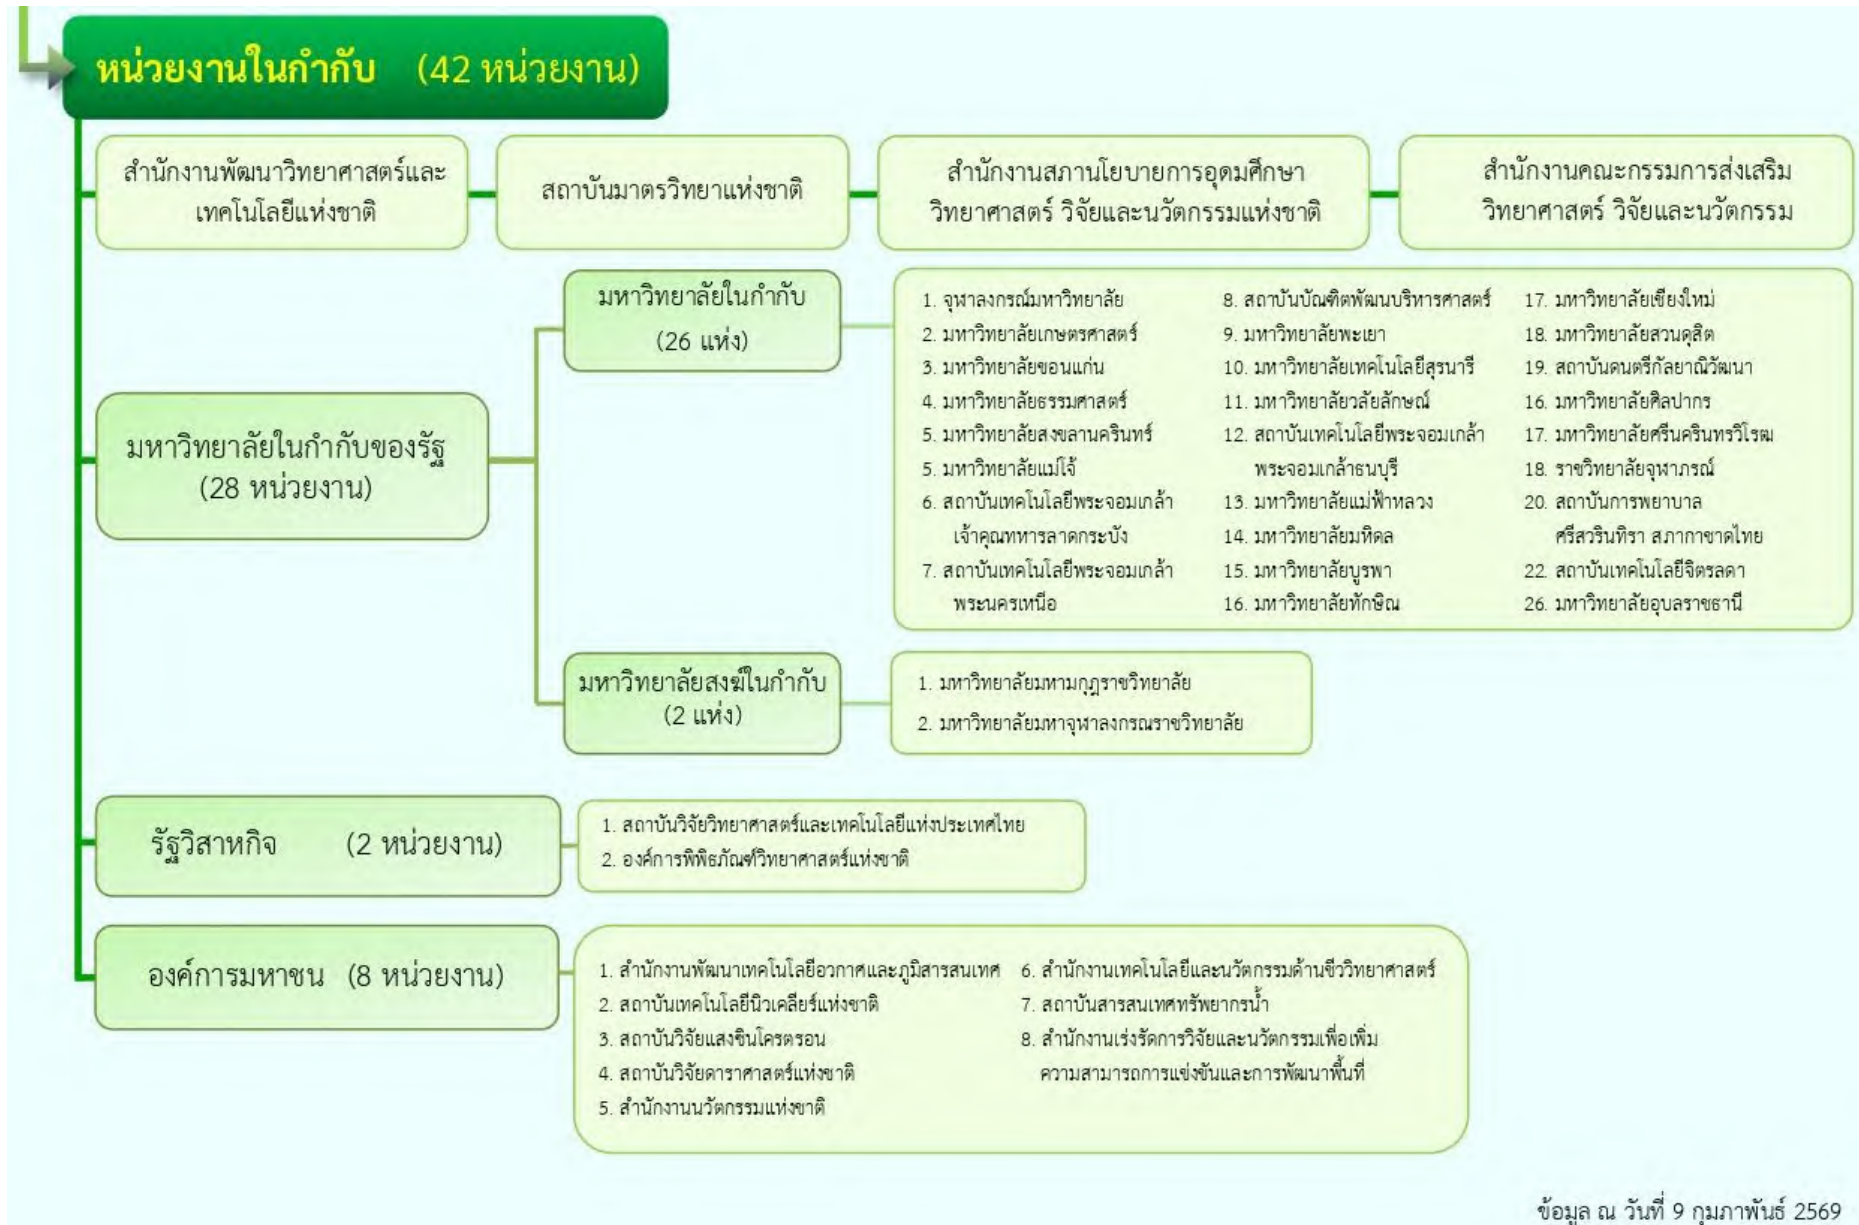 หน่วยงานในกำกับ (42 หน่วยงาน)
สำนักงานพัฒนาวิทยาศาสตร์และ
เทคโนโลยีแห่งชาติ
สถาบันมาตรวิทยาแห่งชาติ
สำนักงานสภานโยบายการอุดมศึกษา
วิทยาศาสตร์ วิจัยและนวัตกรรมแห่งชาติ
สำนักงานคณะกรรมการส่งเสริม
วิทยาศาสตร์ วิจัยและนวัตกรรม
มหาวิทยาลัยในกำกับของรัฐ
(28 หน่วยงาน)
มหาวิทยาลัยในกำกับ
(26 แห่ง)
1. จุฬาลงกรณ์มหาวิทยาลัย
2. มหาวิทยาลัยเกษตรศาสตร์
3. มหาวิทยาลัยขอนแก่น
4. มหาวิทยาลัยธรรมศาสตร์
5. มหาวิทยาลัยสงขลานครินทร์
5. มหาวิทยาลัยแม่โจ้
6. สถาบันเทคโนโลยีพระจอมเกล้า
เจ้าคุณทหารลาดกระบัง
7. สถาบันเทคโนโลยีพระจอมเกล้า
พระนครเหนือ
8. สถาบันบัณฑิตพัฒนบริหารศาสตร์
9. มหาวิทยาลัยพะเยา
10. มหาวิทยาลัยเทคโนโลยีสุรนารี
11. มหาวิทยาลัยวลัยลักษณ์
12. สถาบันเทคโนโลยีพระจอมเกล้า
พระจอมเกล้าธนบุรี
13. มหาวิทยาลัยแม่ฟ้าหลวง
14. มหาวิทยาลัยมหิดล
15. มหาวิทยาลัยบูรพา
16. มหาวิทยาลัยทักษิณ
17. มหาวิทยาลัยเชียงใหม่
18. มหาวิทยาลัยสวนดุสิต
19. สถาบันดนตรีกัลยาณิวัฒนา
16. มหาวิทยาลัยศิลปากร
17. มหาวิทยาลัยศรีนครินทรวิโรฒ
18. ราชวิทยาลัยจุฬาภรณ์
20. สถาบันการพยาบาล
ศรีสวรินทิรา สภากาชาดไทย
22. สถาบันเทคโนโลยีจิตรลดา
26. มหาวิทยาลัยอุบลราชธานี
มหาวิทยาลัยสงฆ์ในกำกับ
(2 แห่ง)
1. มหาวิทยาลัยมหามกุฏราชวิทยาลัย
2. มหาวิทยาลัยมหาจุฬาลงกรณราชวิทยาลัย
รัฐวิสาหกิจ (2 หน่วยงาน)
1. สถาบันวิจัยวิทยาศาสตร์และเทคโนโลยีแห่งประเทศไทย
2. องค์การพิพิธภัณฑ์วิทยาศาสตร์แห่งชาติ
องค์การมหาชน (8 หน่วยงาน)
1. สำนักงานพัฒนาเทคโนโลยีอวกาศและภูมิสารสนเทศ
2. สถาบันเทคโนโลยีนิวเคลียร์แห่งชาติ
3. สถาบันวิจัยแสงซินโครตรอน
4. สถาบันวิจัยดาราศาสตร์แห่งชาติ
5. สำนักงานนวัตกรรมแห่งชาติ
6. สำนักงานเทคโนโลยีและนวัตกรรมด้านชีววิทยาศาสตร์
7. สถาบันสารสนเทศทรัพยากรน้ำ
8. สำนักงานเร่งรัดการวิจัยและนวัตกรรมเพื่อเพิ่ม
ความสามารถการแข่งขันและการพัฒนาพื้นที่
ข้อมูล ณ วันที่ 9 กุมภาพันธ์ 2569